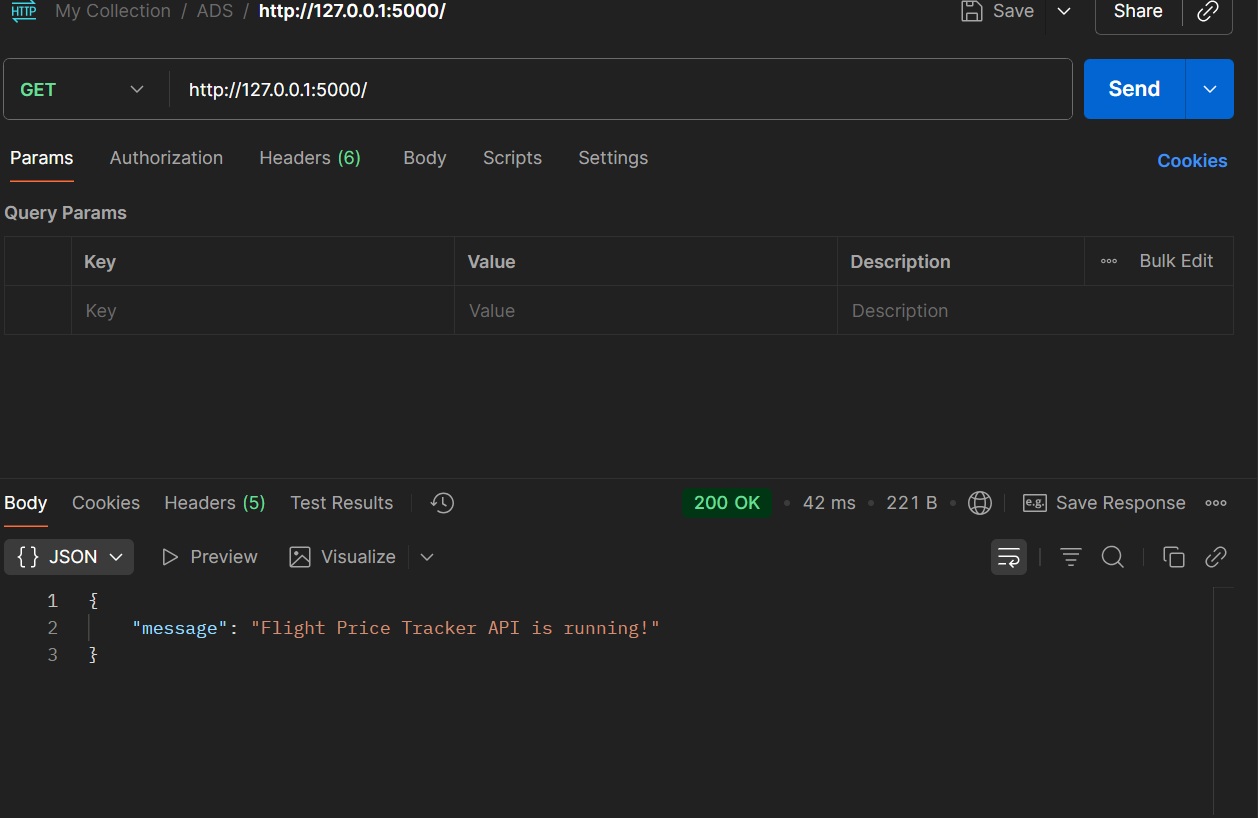 HTTP My Collection / ADS / http://127.0.0.1:5000/ Save Share
GET http://127.0.0.1:5000/ Send
Params Authorization Headers (6) Body Scripts Settings Cookies
Query Params
Key Value Description Bulk Edit
Key Value Description
Body Cookies Headers (5) Test Results 200 OK • 42 ms • 221 B • e.g. Save Response
{ } JSON Preview Visualize
1 {
2 "message": "Flight Price Tracker API is running!"
3 }